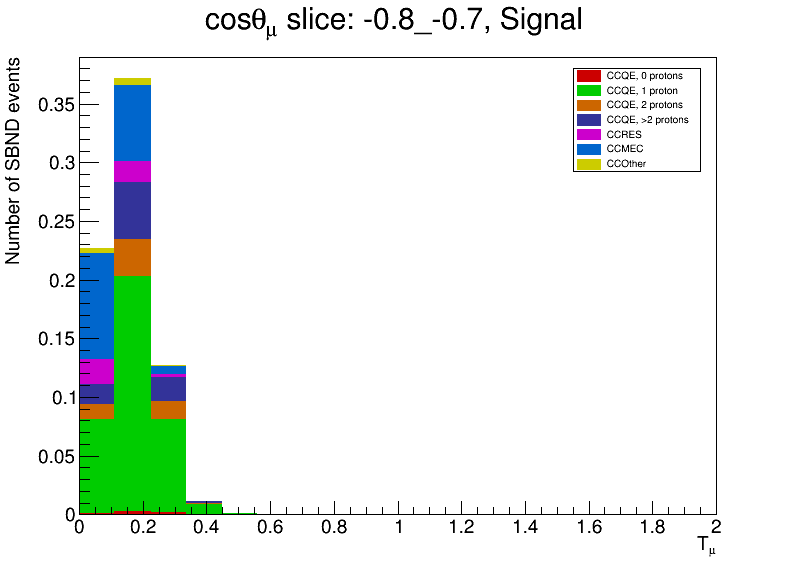 cosθμ slice: -0.8_-0.7, Signal
Number of SBND events
CCQE, 0 protons
CCQE, 1 proton
CCQE, 2 protons
CCQE, >2 protons
CCRES
CCMEC
CCOther
0.35
0.3
0.25
0.2
0.15
0.1
0.05
0
0 0.2 0.4 0.6 0.8 1 1.2 1.4 1.6 1.8 2
Tμ